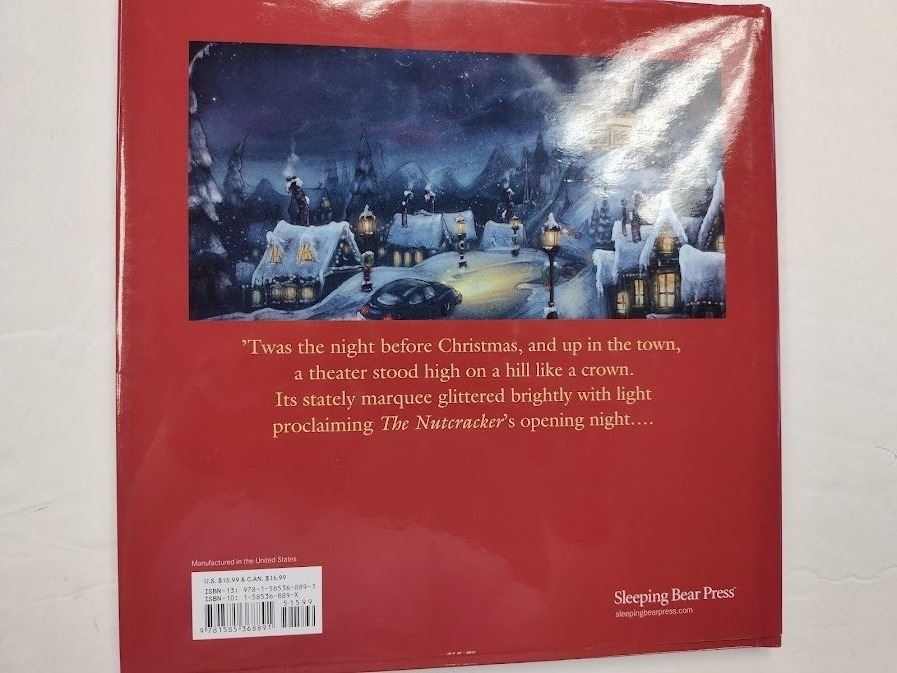 ’Twas the night before Christmas, and up in the town,
a theater stood high on a hill like a crown.
Its stately marquee glittered brightly with light
proclaiming The Nutcracker’s opening night....
Manufactured in the United States
U.S. $15.99 & CAN. $16.99
ISBN-13: 978-1-58536-889-1
ISBN-10: 1-58536-889-X
51599
9781585368891
Sleeping Bear Press
sleepingbearpress.com